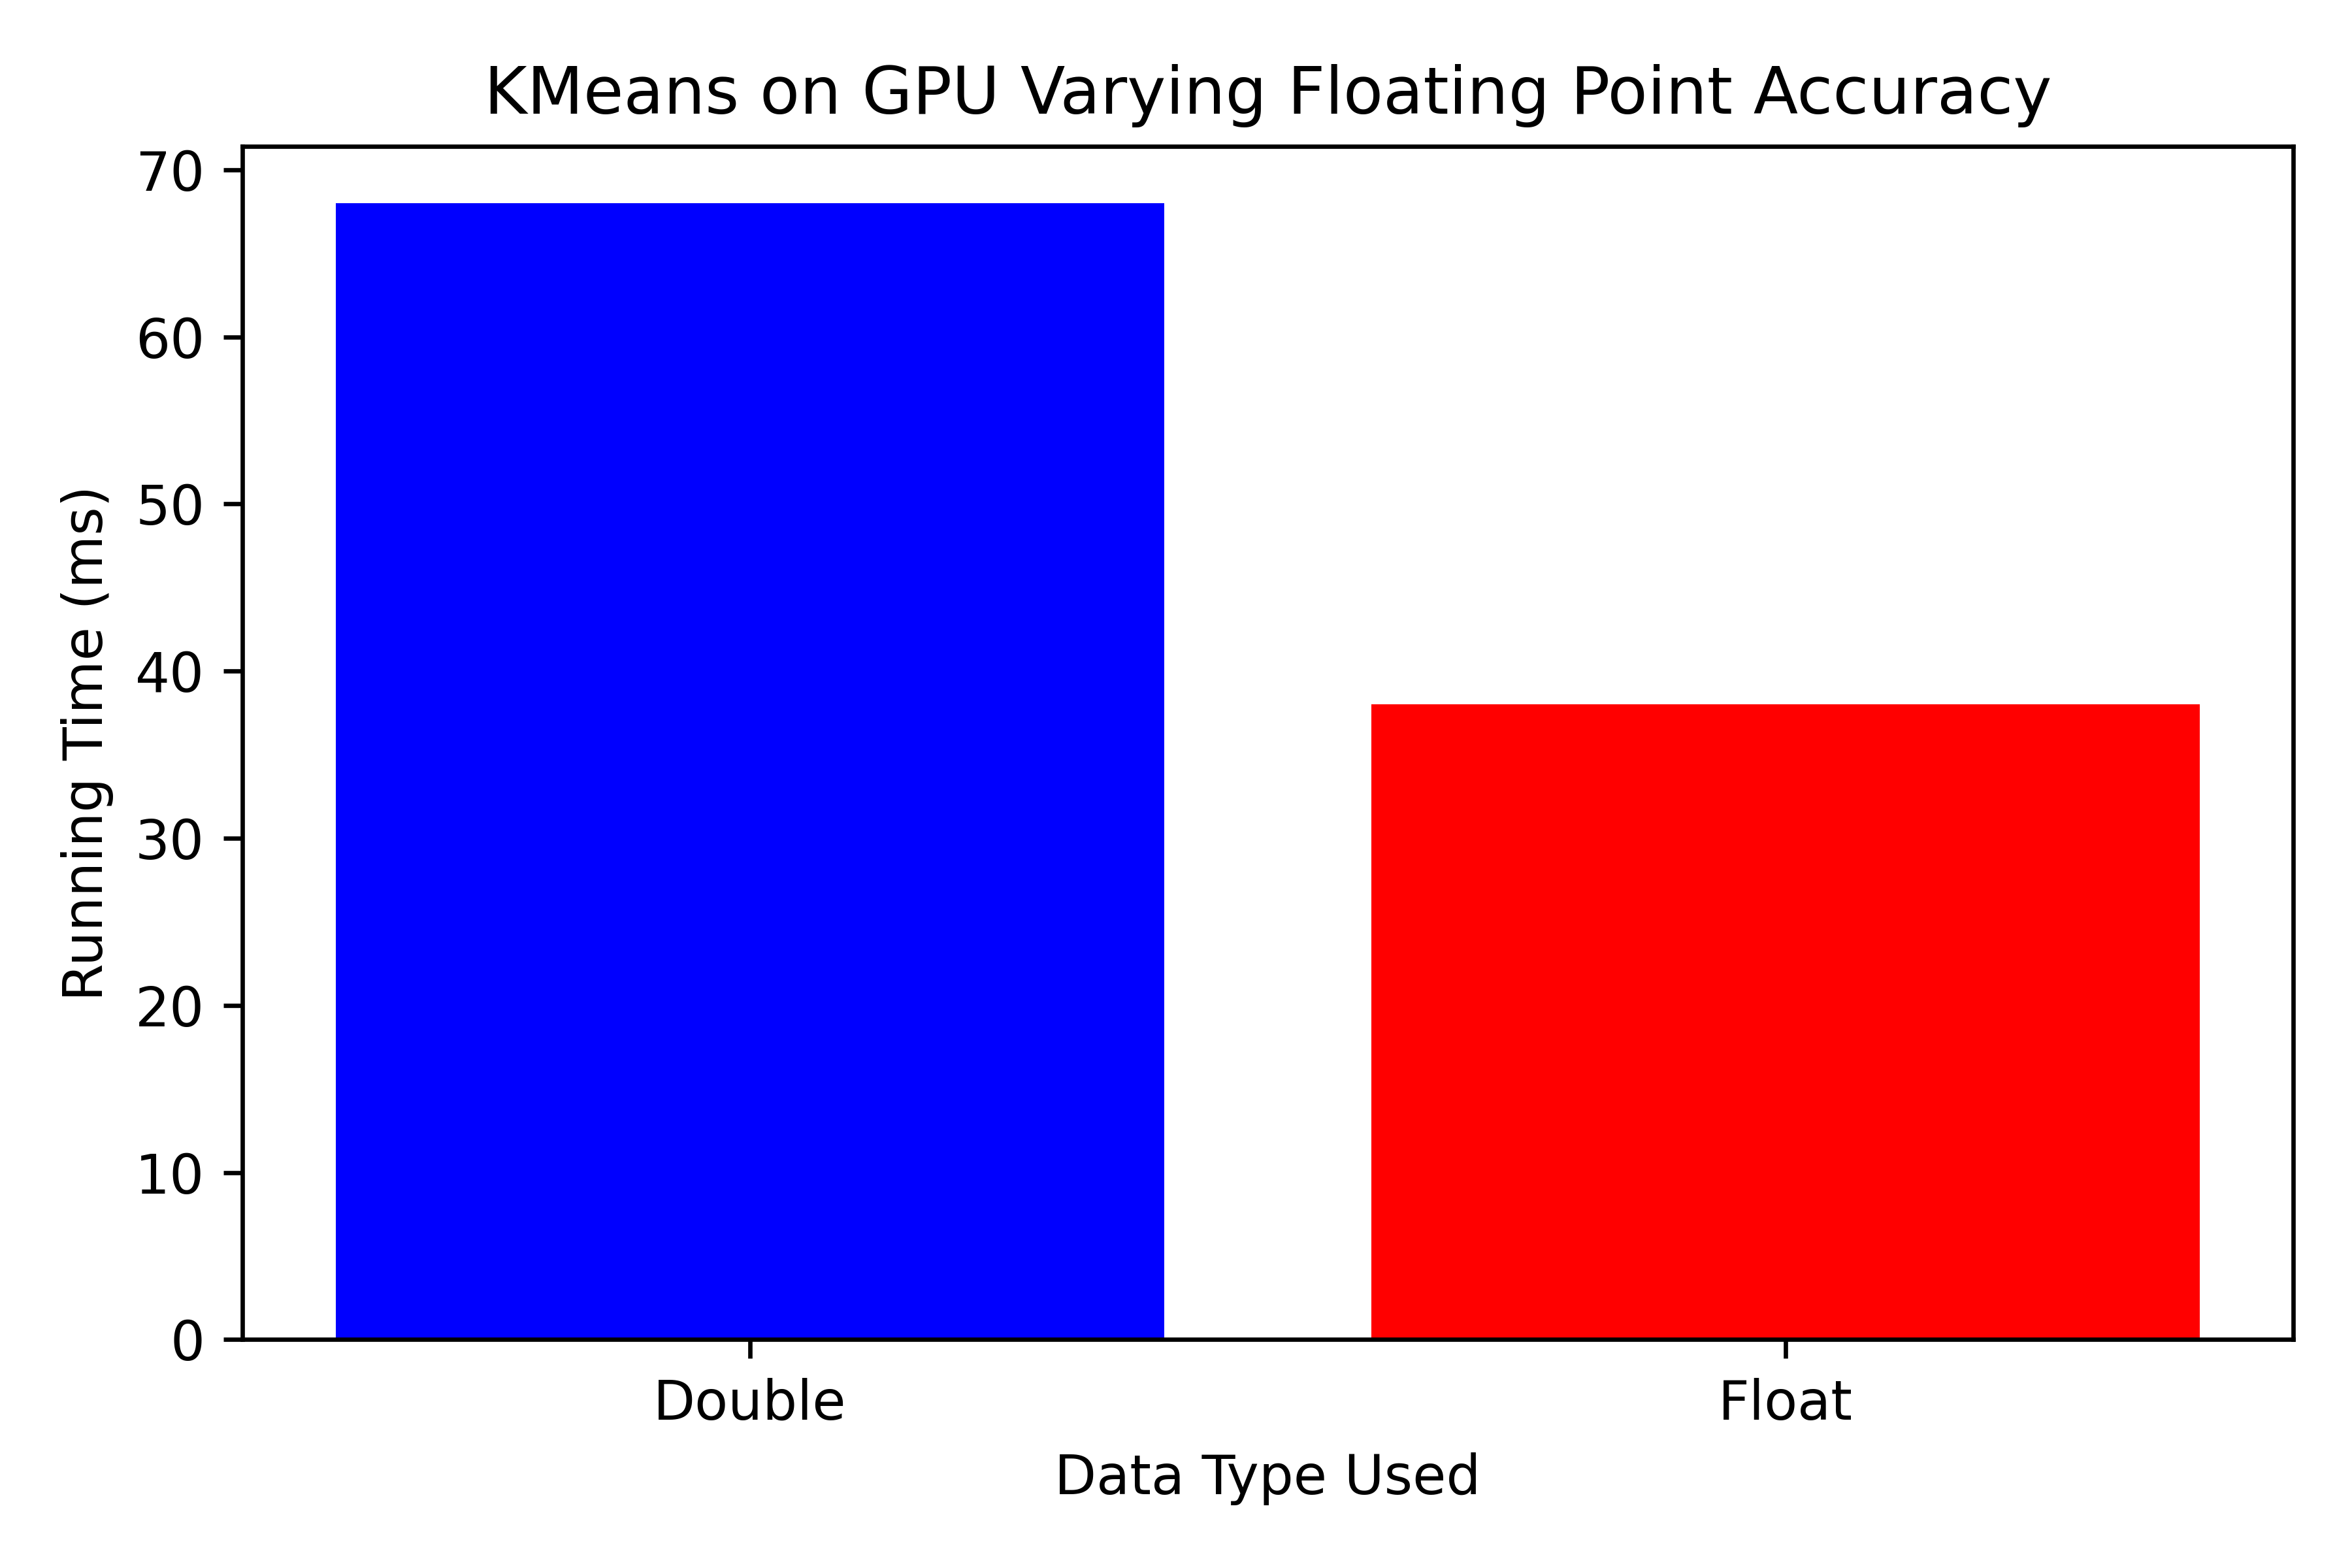 KMeans on GPU Varying Floating Point Accuracy
Running Time (ms)
70
60
50
40
30
20
10
0
Double
Float
Data Type Used